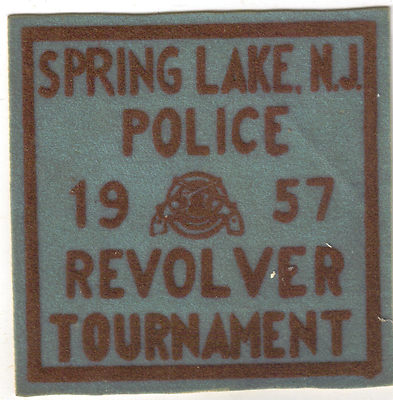 SPRING LAKE, N.J.
POLICE
19 57
REVOLVER
TOURNAMENT